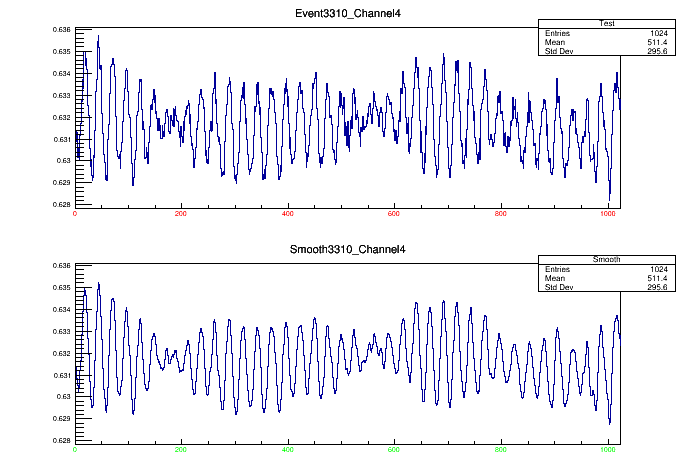 Event3310_Channel4
Test
Entries 1024
Mean 511.4
Std Dev 295.6
0.636
0.635
0.634
0.633
0.632
0.631
0.63
0.629
0.628
0 200 400 600 800 1000
Smooth3310_Channel4
Smooth
Entries 1024
Mean 511.4
Std Dev 295.6
0.636
0.635
0.634
0.633
0.632
0.631
0.63
0.629
0.628
0 200 400 600 800 1000